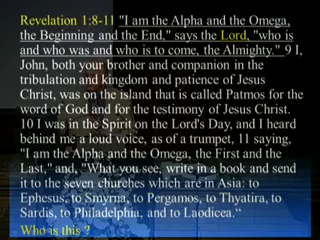 Revelation 1:8-11 "I am the Alpha and the Omega,
the Beginning and the End," says the Lord, "who is
and who was and who is to come, the Almighty." 9 I,
John, both your brother and companion in the
tribulation and kingdom and patience of Jesus
Christ, was on the island that is called Patmos for the
word of God and for the testimony of Jesus Christ.
10 I was in the Spirit on the Lord's Day, and I heard
behind me a loud voice, as of a trumpet, 11 saying,
"I am the Alpha and the Omega, the First and the
Last," and, "What you see, write in a book and send
it to the seven churches which are in Asia: to
Ephesus, to Smyrna, to Pergamos, to Thyatira, to
Sardis, to Philadelphia, and to Laodicea."
Who is this ?